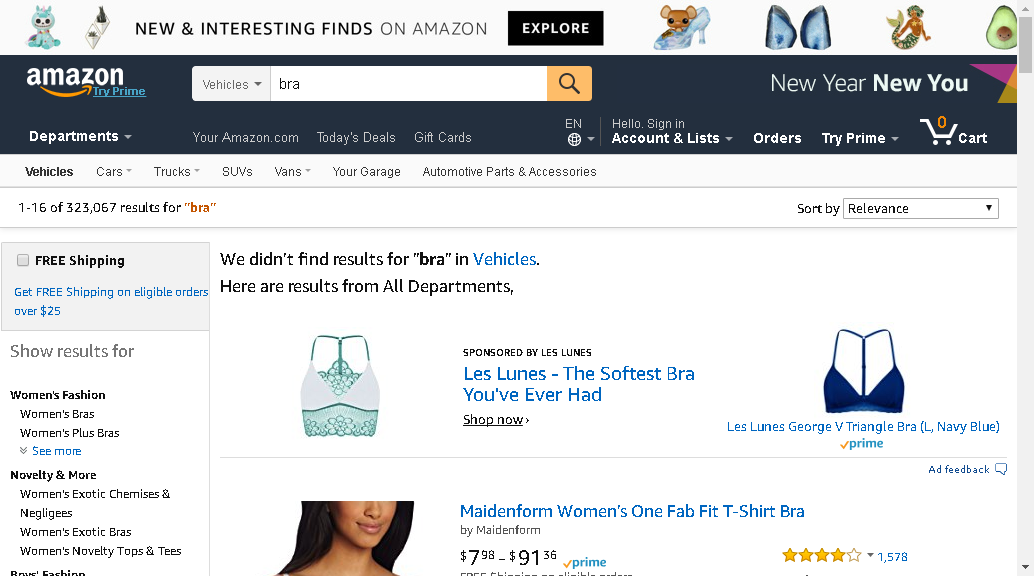 NEW & INTERESTING FINDS ON AMAZON EXPLORE
amazon
Try Prime
Vehicles bra
New Year New You
Departments
Your Amazon.com Today's Deals Gift Cards
EN
Hello. Sign in
Account & Lists Orders Try Prime 0 Cart
Vehicles Cars Trucks SUVs Vans Your Garage Automotive Parts & Accessories
1-16 of 323,067 results for "bra"
Sort by Relevance
FREE Shipping
Get FREE Shipping on eligible orders
over $25
Show results for
Women's Fashion
Women's Bras
Women's Plus Bras
See more
Novelty & More
Women's Exotic Chemises &
Negligees
Women's Exotic Bras
Women's Novelty Tops & Tees
Boys' Fashion
We didn't find results for "bra" in Vehicles.
Here are results from All Departments,
SPONSORED BY LES LUNES
Les Lunes - The Softest Bra
You've Ever Had
Shop now ›
Les Lunes George V Triangle Bra (L, Navy Blue)
prime
Ad feedback
Maidenform Women's One Fab Fit T-Shirt Bra
by Maidenform
$7 98 - $91 36 prime
1,578
FREE Shipping on eligible orders